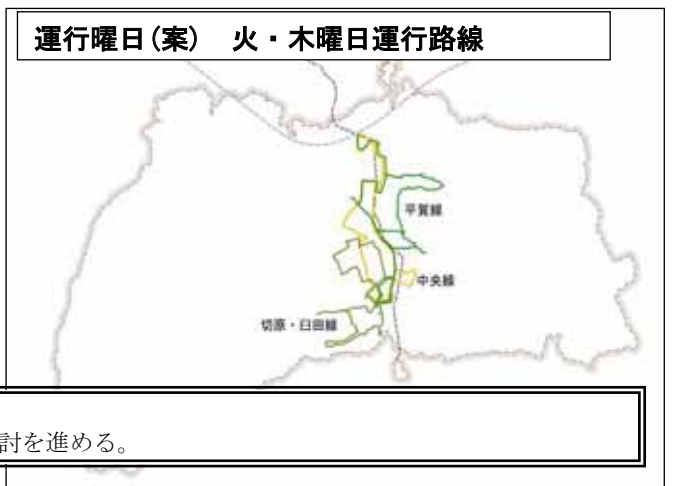 運行曜日(案)　火・木曜日運行路線
平賀線
中央線
切原・臼田線
討を進める。